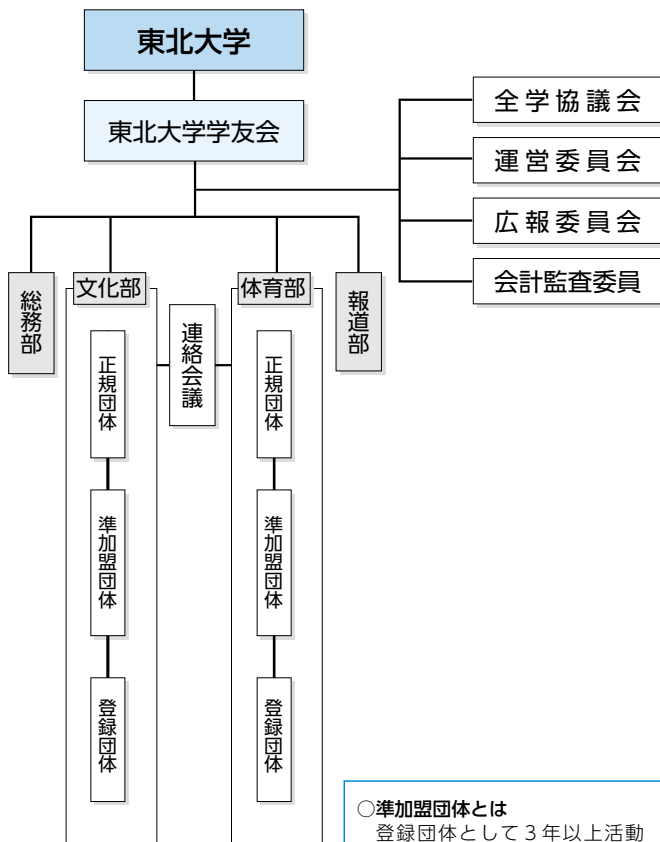 東北大学
東北大学学友会
全学協議会
運営委員会
広報委員会
会計監査委員
総務部
文化部
体育部
報道部
連絡会議
正規団体
準加盟団体
登録団体
正規団体
準加盟団体
登録団体
○準加盟団体とは
登録団体として3年以上活動